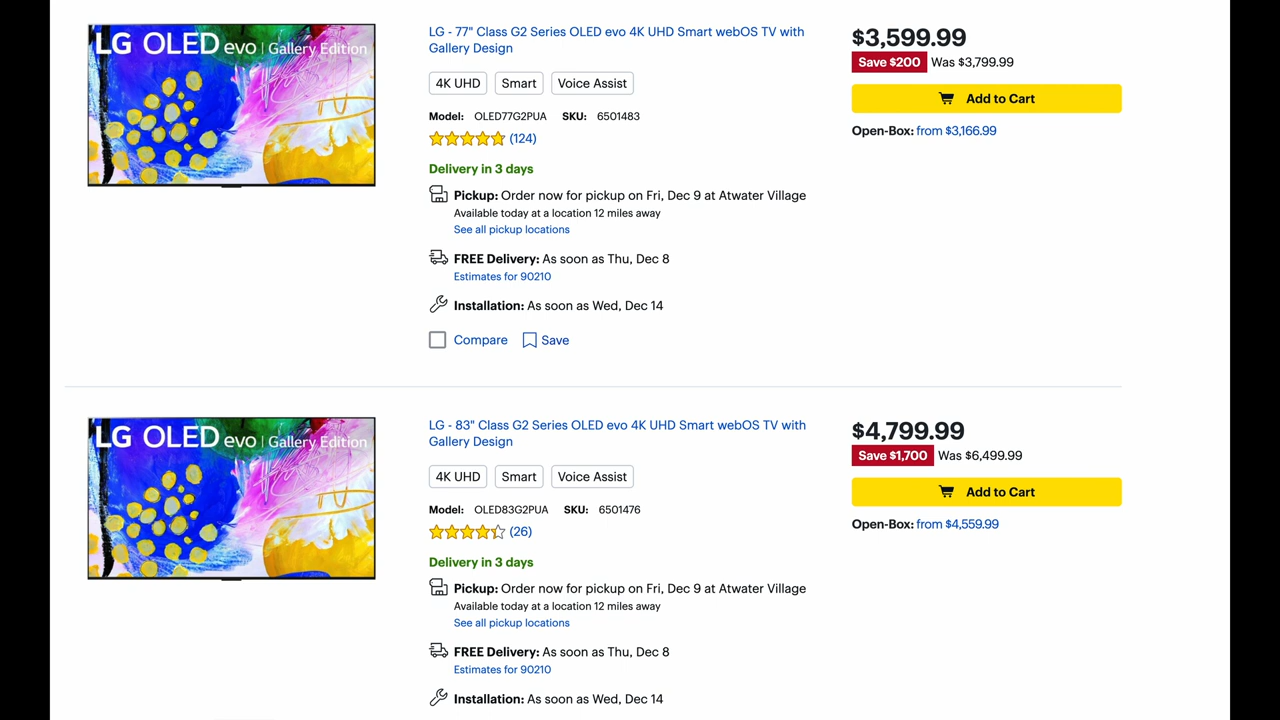 LG OLED evo | Gallery Edition
LG - 77" Class G2 Series OLED evo 4K UHD Smart webOS TV with
Gallery Design
4K UHD Smart Voice Assist
Model: OLED77G2PUA SKU: 6501483
(124)
Delivery in 3 days
Pickup: Order now for pickup on Fri, Dec 9 at Atwater Village
Available today at a location 12 miles away
See all pickup locations
FREE Delivery: As soon as Thu, Dec 8
Estimates for 90210
Installation: As soon as Wed, Dec 14
Compare Save
$3,599.99
Save $200 Was $3,799.99
Add to Cart
Open-Box: from $3,166.99
LG OLED evo | Gallery Edition
LG - 83" Class G2 Series OLED evo 4K UHD Smart webOS TV with
Gallery Design
4K UHD Smart Voice Assist
Model: OLED83G2PUA SKU: 6501476
(26)
Delivery in 3 days
Pickup: Order now for pickup on Fri, Dec 9 at Atwater Village
Available today at a location 12 miles away
See all pickup locations
FREE Delivery: As soon as Thu, Dec 8
Estimates for 90210
Installation: As soon as Wed, Dec 14
$4,799.99
Save $1,700 Was $6,499.99
Add to Cart
Open-Box: from $4,559.99